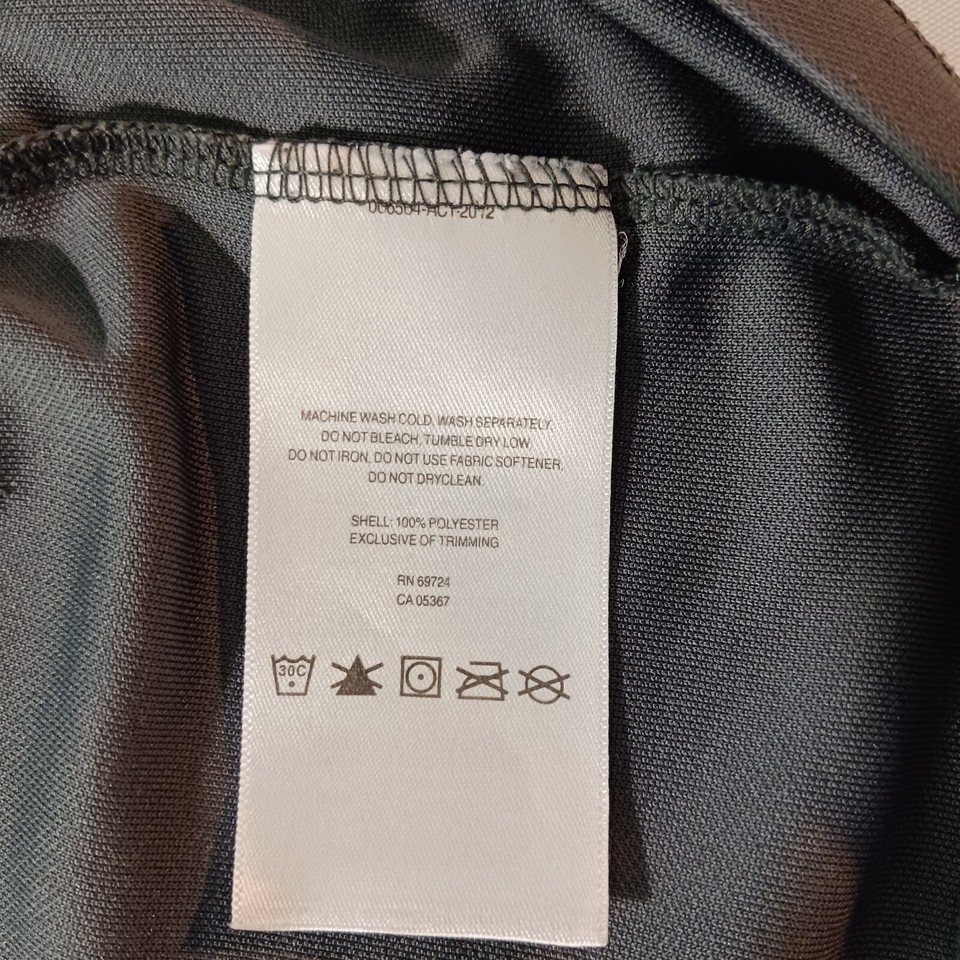 MACHINE WASH COLD. WASH SEPARATELY.
DO NOT BLEACH, TUMBLE DRY LOW.
DO NOT IRON, DO NOT USE FABRIC SOFTENER,
DO NOT DRYCLEAN.
SHELL: 100% POLYESTER
EXCLUSIVE OF TRIMMING
RN 69724
CA 05367
30C